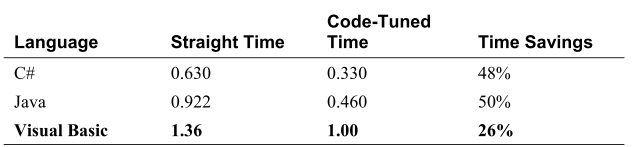 Language Straight Time Code-Tuned Time Time Savings
C# 0.630 0.330 48%
Java 0.922 0.460 50%
Visual Basic 1.36 1.00 26%